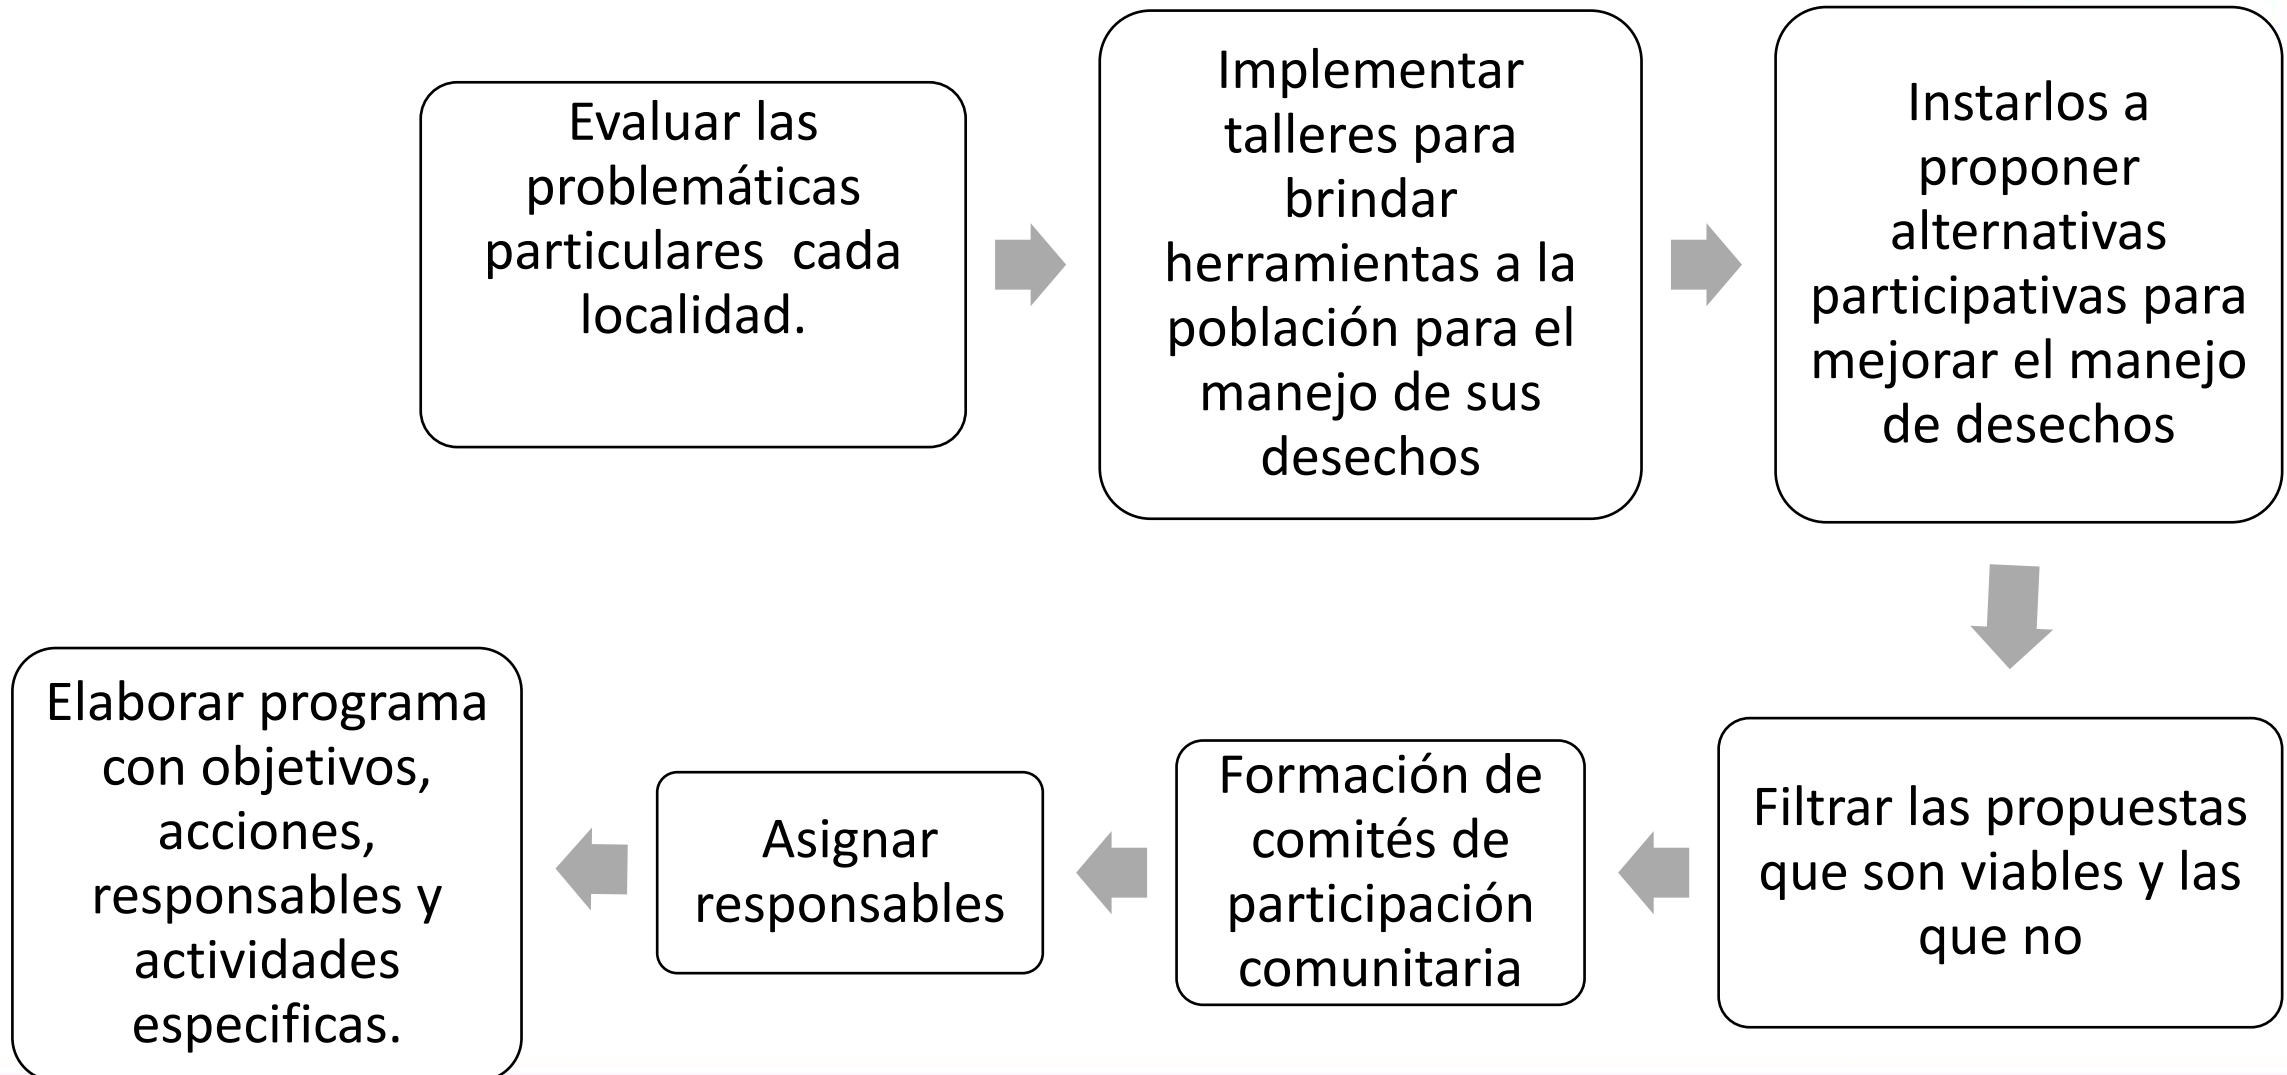 Evaluar las
problemáticas
particulares  cada
localidad.
Implementar
talleres para
brindar
herramientas a la
población para el
manejo de sus
desechos
Instarlos a
proponer
alternativas
participativas para
mejorar el manejo
de desechos
Filtrar las propuestas
que son viables y las
que no
Formación de
comités de
participación
comunitaria
Asignar
responsables
Elaborar programa
con objetivos,
acciones,
responsables y
actividades
especificas.